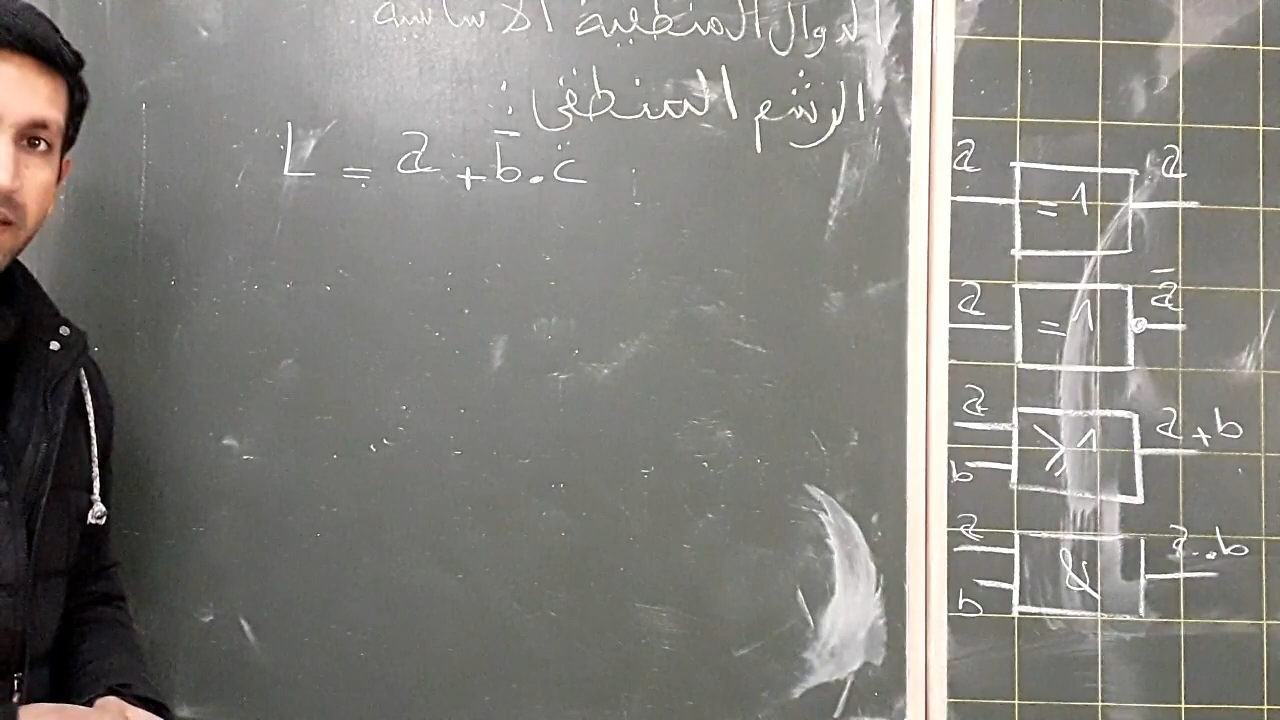 الدوال المنطقية الأساسية
الرسم المنطقي :
L = a + b̄ . c
a =1 a
a =1 ā
a b ⩾1 a + b
a b & a . b